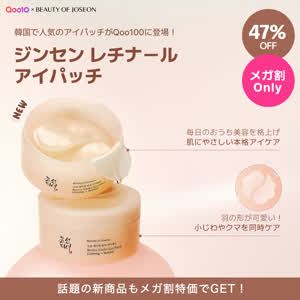 Qoo10 × BEAUTY OF JOSEON
韓国で人気のアイパッチがQoo100に登場！
ジンセン レチナール
アイパッチ
47%
OFF
メガ割
Only
NEW
毎日のおうち美容を格上げ
肌にやさしい本格アイケア
羽の形が可愛い！
小じわやクマを同時ケア
話題の新商品もメガ割特価でGET！